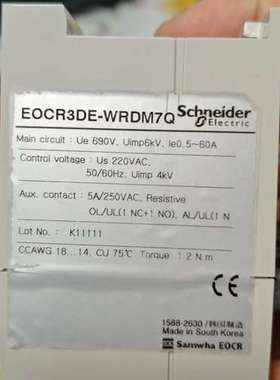 EOCR3DE-WRDM7Q Schneider Electric
Main circuit : Ue 690V, Uimp6kV, Ie0.5~60A
Control voltage : Us 220VAC,
50/60Hz, Uimp 4kV
Aux. contact : 5A/250VAC, Resistive
OL/UL(1 NC+1 NO), AL/UL(1 N
Lot No. : K11111
CCAWG 18...14, CU 75℃ Torque 1.2 N.m
1588-2630 /
Made in South Korea
Samwha EOCR